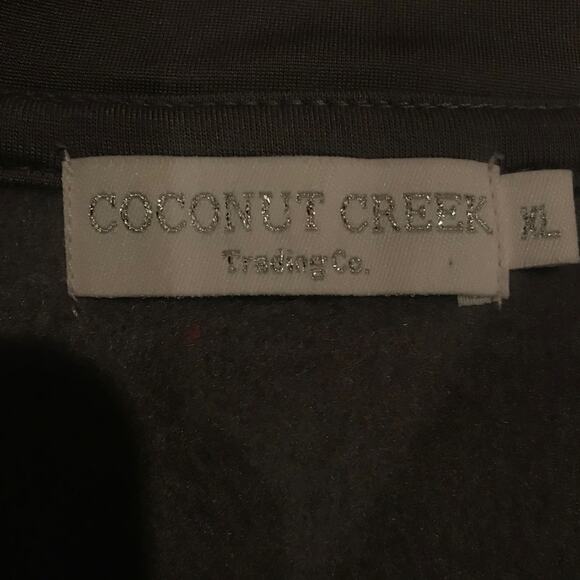 COCONUT CREEK
Trading Co.
XL